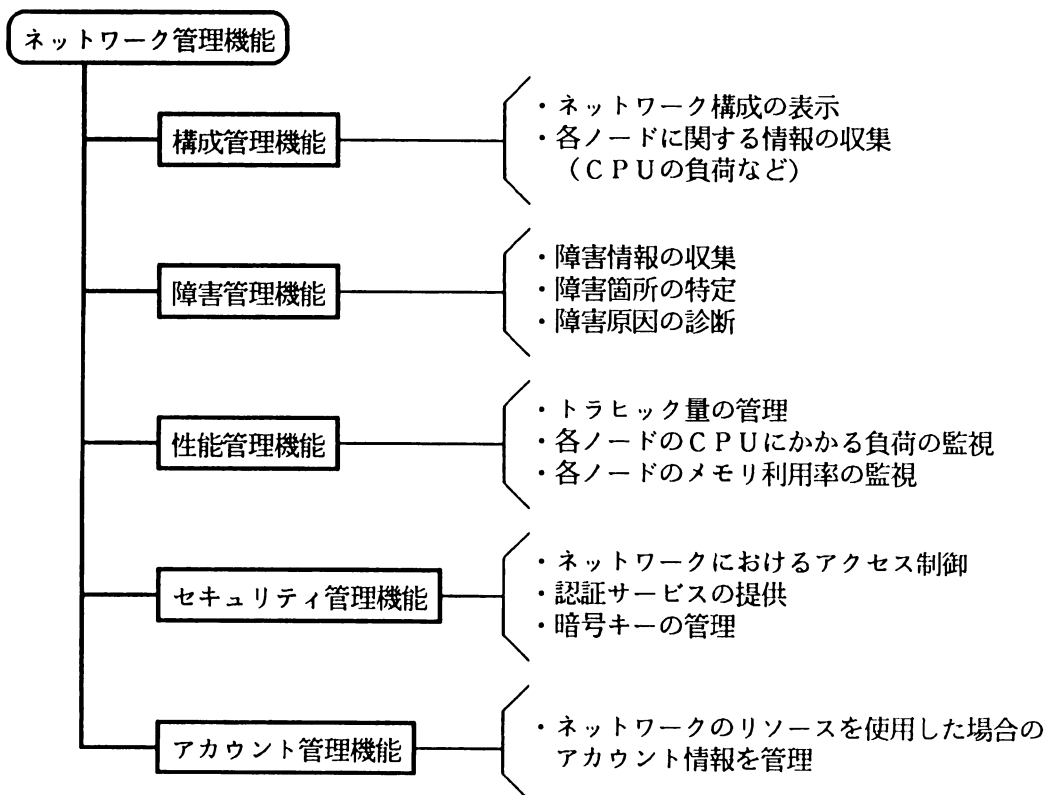 ネットワーク管理機能
構成管理機能
・ネットワーク構成の表示
・各ノードに関する情報の収集
（ＣＰＵの負荷など）
障害管理機能
・障害情報の収集
・障害箇所の特定
・障害原因の診断
性能管理機能
・トラヒック量の管理
・各ノードのＣＰＵにかかる負荷の監視
・各ノードのメモリ利用率の監視
セキュリティ管理機能
・ネットワークにおけるアクセス制御
・認証サービスの提供
・暗号キーの管理
アカウント管理機能
・ネットワークのリソースを使用した場合の
アカウント情報を管理